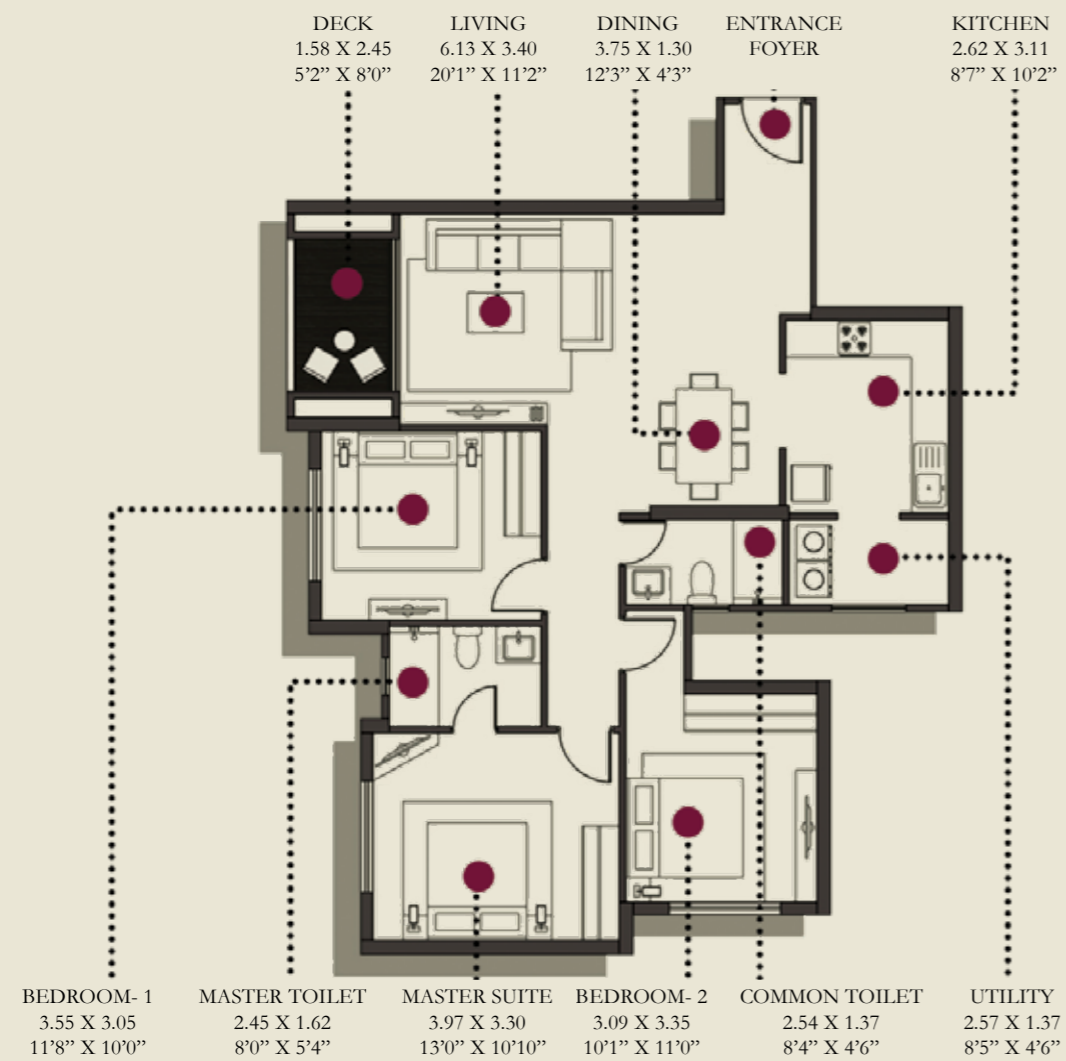 DECK
1.58 X 2.45
5’2” X 8’0”
LIVING
6.13 X 3.40
20’1” X 11’2”
DINING
3.75 X 1.30
12’3” X 4’3”
ENTRANCE
FOYER
KITCHEN
2.62 X 3.11
8’7” X 10’2”
BEDROOM- 1
3.55 X 3.05
11’8” X 10’0”
MASTER TOILET
2.45 X 1.62
8’0” X 5’4”
MASTER SUITE
3.97 X 3.30
13’0” X 10’10”
BEDROOM- 2
3.09 X 3.35
10’1” X 11’0”
COMMON TOILET
2.54 X 1.37
8’4” X 4’6”
UTILITY
2.57 X 1.37
8’5” X 4’6”